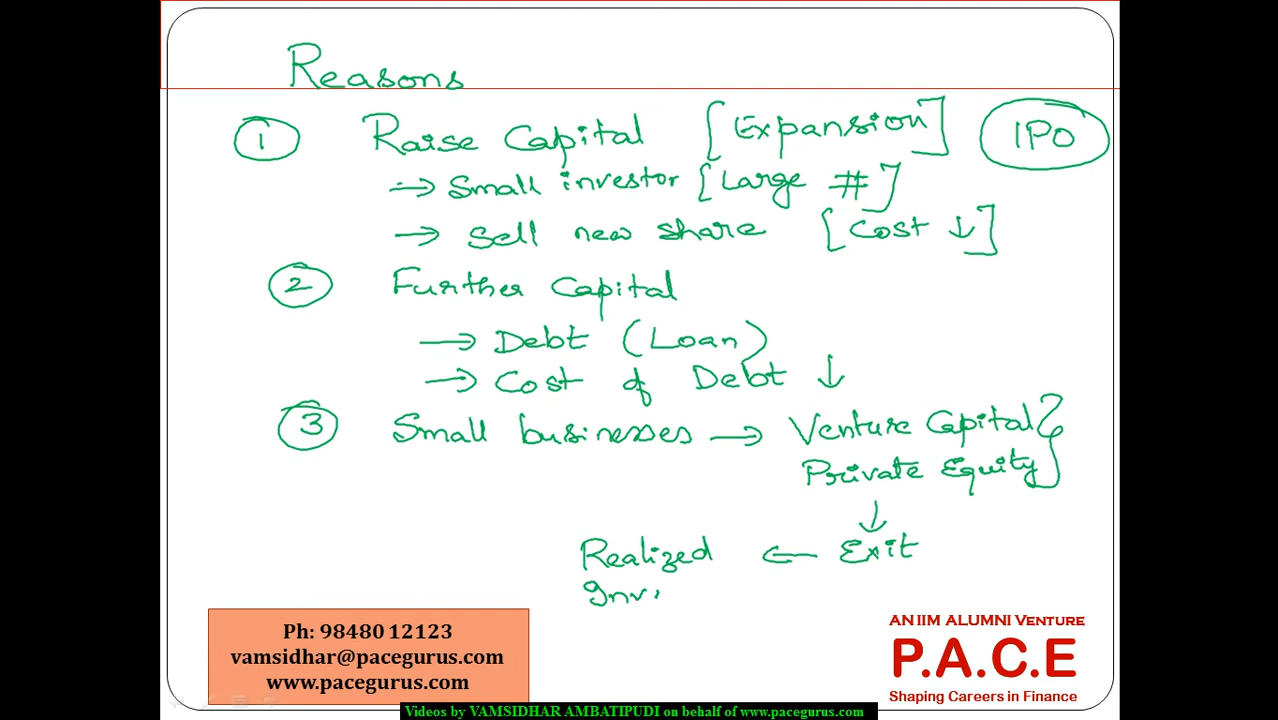 Reasons
1 Raise Capital [Expansion] IPO
→ Small investor [Large #]
→ Sell new share [Cost ↓]
2 Further Capital
→ Debt (Loan)
→ Cost of Debt ↓
3 Small businesses → Venture Capital
Private Equity
↓
Realized ← Exit
Inv.
Ph: 98480 12123
vamsidhar@pacegurus.com
www.pacegurus.com
AN IIM ALUMNI VENTURE
P.A.C.E
Shaping Careers in Finance
Videos by VAMSIDHAR AMBATIPUDI on behalf of www.pacegurus.com